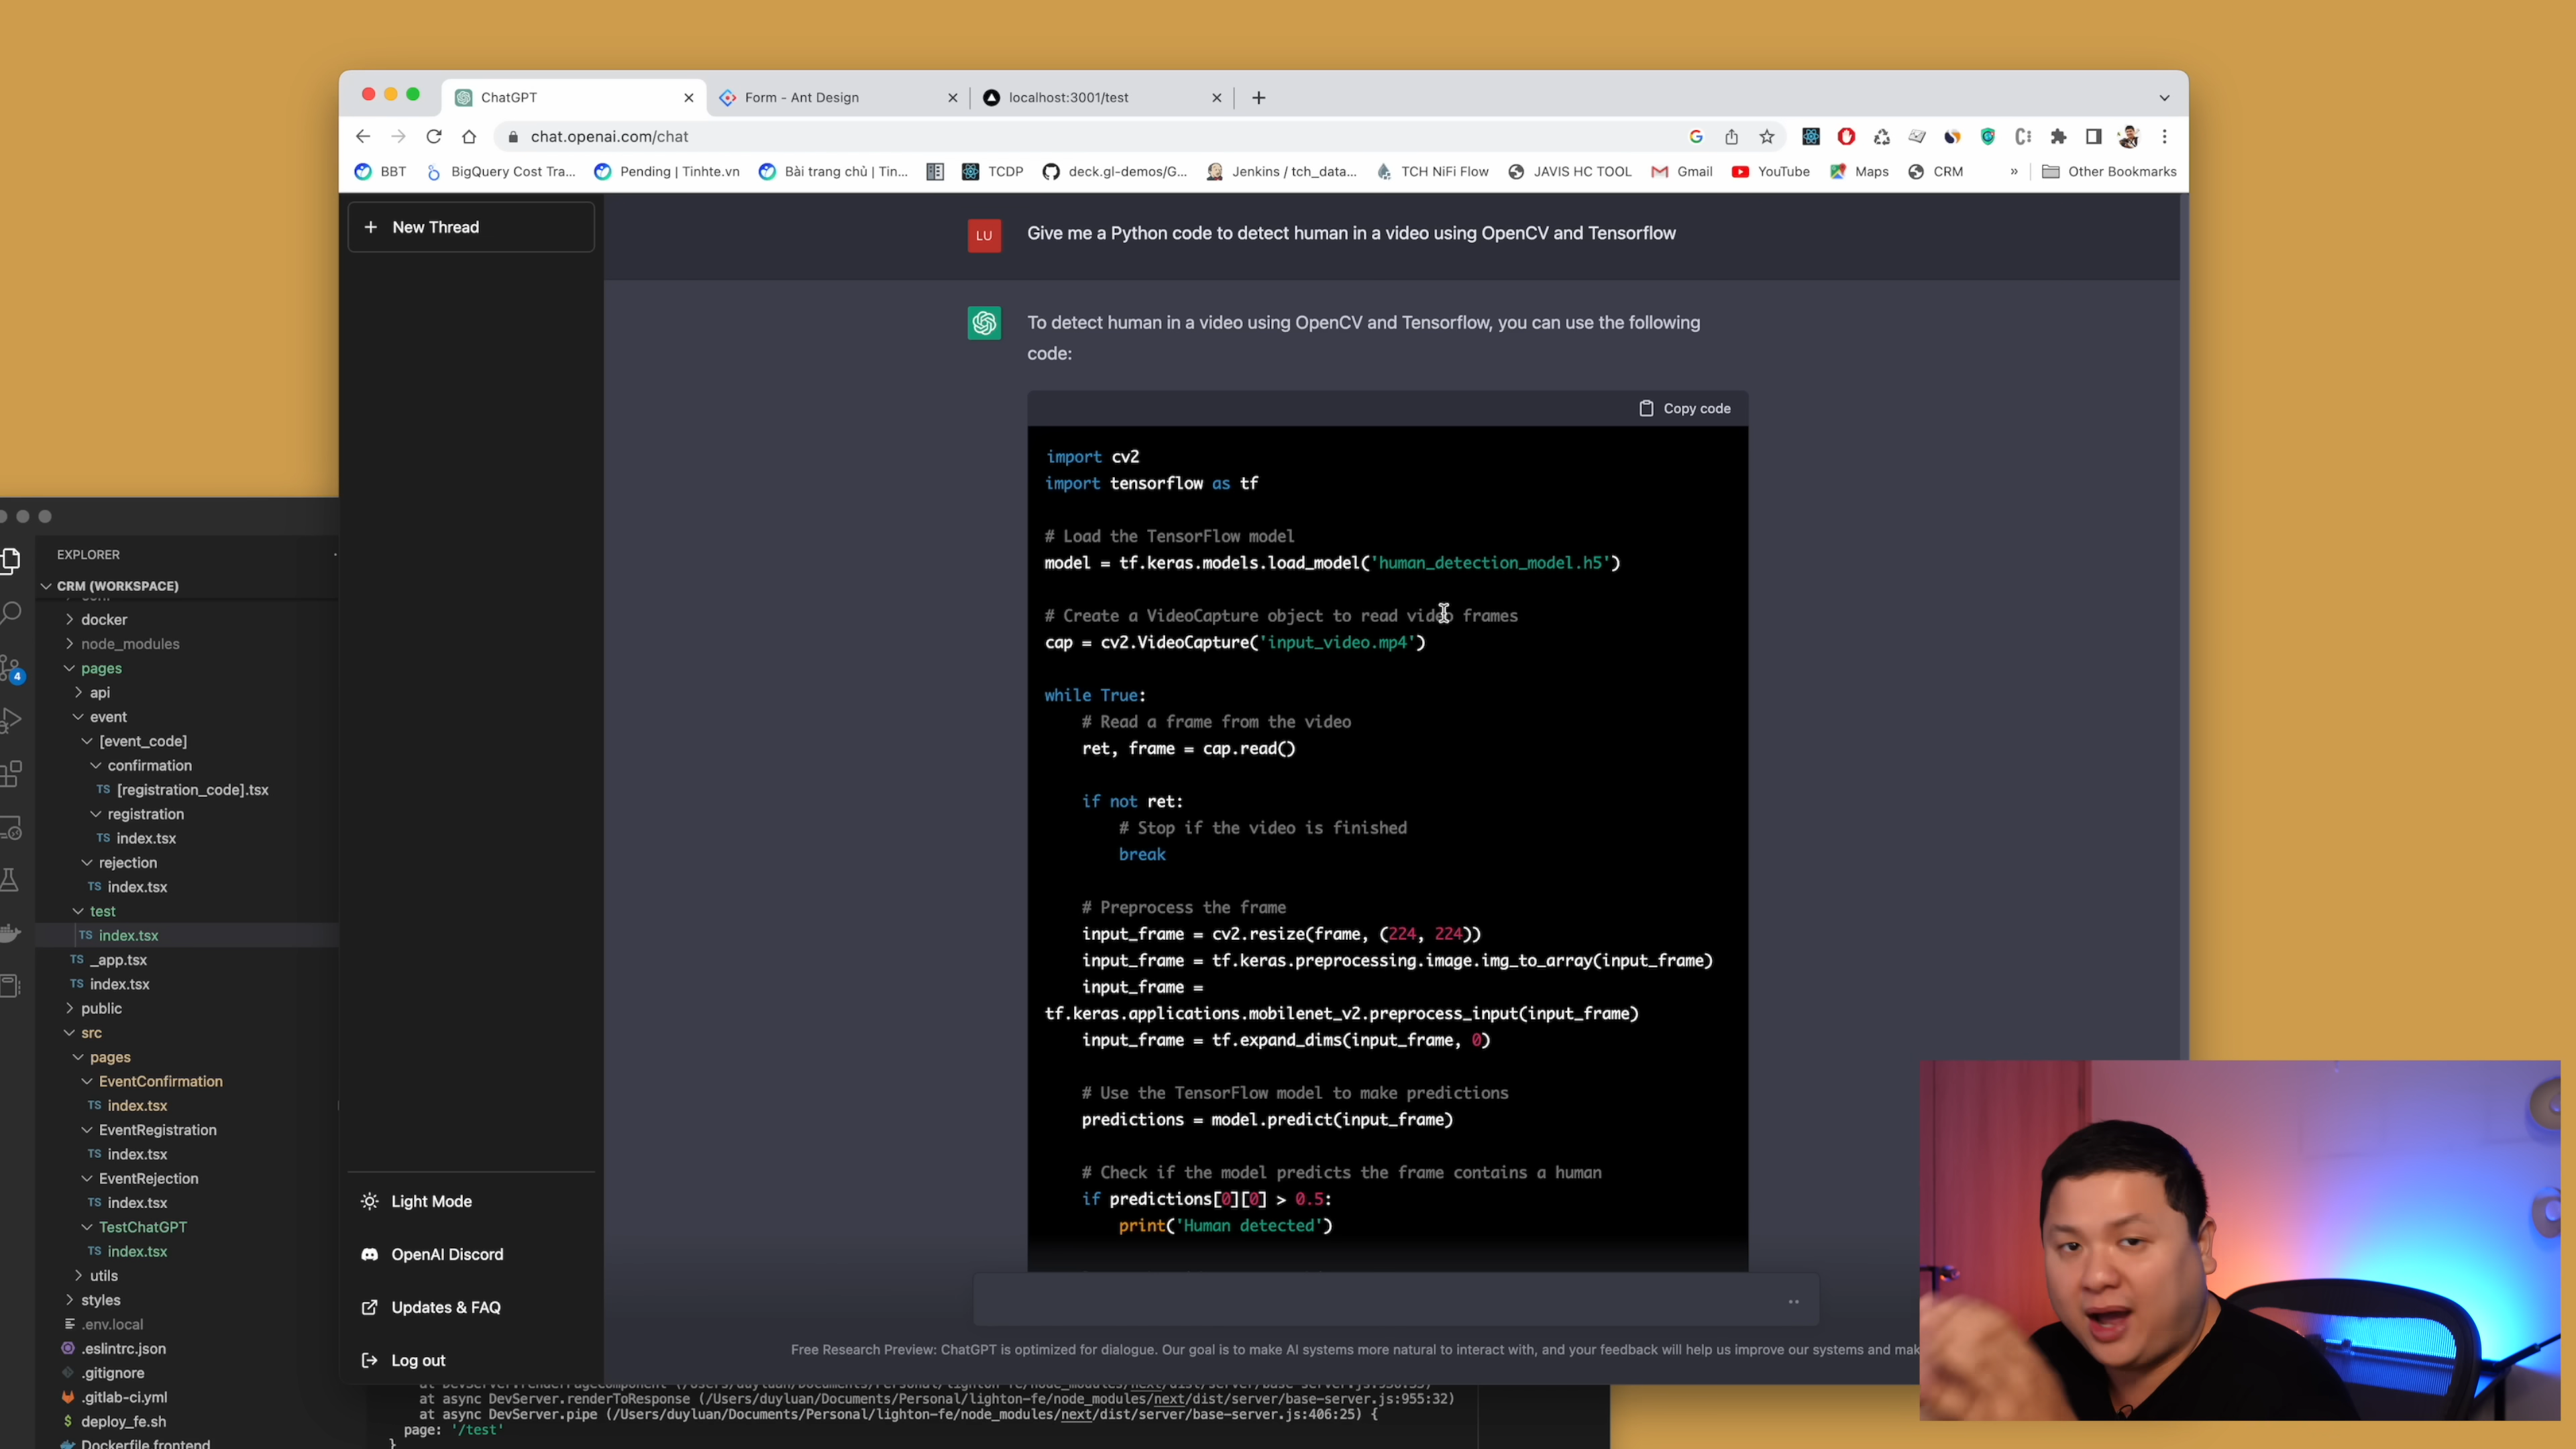 ChatGPT
Form - Ant Design
localhost:3001/test
chat.openai.com/chat
BBT
BigQuery Cost Tra...
Pending | Tinhte.vn
Bài trang chủ | Tin...
TCDP
deck.gl-demos/G...
Jenkins / tch_data...
TCH NiFi Flow
JAVIS HC TOOL
Gmail
YouTube
Maps
CRM
»
Other Bookmarks
+ New Thread
LU
Give me a Python code to detect human in a video using OpenCV and Tensorflow
To detect human in a video using OpenCV and Tensorflow, you can use the following
code:
Copy code
import cv2
import tensorflow as tf
# Load the TensorFlow model
model = tf.keras.models.load_model('human_detection_model.h5')
# Create a VideoCapture object to read video frames
cap = cv2.VideoCapture('input_video.mp4')
while True:
# Read a frame from the video
ret, frame = cap.read()
if not ret:
# Stop if the video is finished
break
# Preprocess the frame
input_frame = cv2.resize(frame, (224, 224))
input_frame = tf.keras.preprocessing.image.img_to_array(input_frame)
input_frame =
tf.keras.applications.mobilenet_v2.preprocess_input(input_frame)
input_frame = tf.expand_dims(input_frame, 0)
# Use the TensorFlow model to make predictions
predictions = model.predict(input_frame)
# Check if the model predicts the frame contains a human
if predictions[0][0] > 0.5:
print('Human detected')
Light Mode
OpenAI Discord
Updates & FAQ
Log out
Free Research Preview: ChatGPT is optimized for dialogue. Our goal is to make AI systems more natural to interact with, and your feedback will help us improve our systems and mak
EXPLORER
CRM (WORKSPACE)
docker
node_modules
pages
api
event
[event_code]
confirmation
TS [registration_code].tsx
registration
TS index.tsx
rejection
TS index.tsx
test
TS index.tsx
TS _app.tsx
TS index.tsx
public
src
pages
EventConfirmation
TS index.tsx
EventRegistration
TS index.tsx
EventRejection
TS index.tsx
TestChatGPT
TS index.tsx
utils
styles
.env.local
.eslintrc.json
.gitignore
.gitlab-ci.yml
$ deploy_fe.sh
Dockerfile.frontend
4
at async DevServer.renderToResponse (/Users/duyluan/Documents/Personal/lighton-fe/node_modules/next/dist/server/base-server.js:955:32)
at async DevServer.pipe (/Users/duyluan/Documents/Personal/lighton-fe/node_modules/next/dist/server/base-server.js:406:25) {
page: '/test'
}